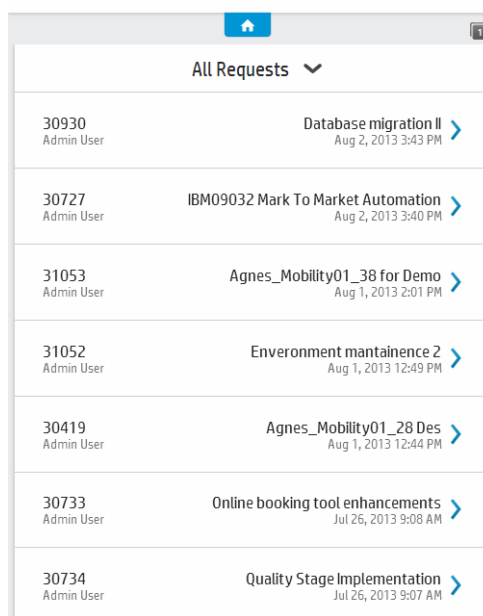 1
All Requests
30930
Database migration II
Admin User
Aug 2, 2013 3:43 PM
30727
IBM09032 Mark To Market Automation
Admin User
Aug 2, 2013 3:40 PM
31053
Agnes_Mobility01_38 for Demo
Admin User
Aug 1, 2013 2:01 PM
31052
Enveronment mantainence 2
Admin User
Aug 1, 2013 12:49 PM
30419
Agnes_Mobility01_28 Des
Admin User
Aug 1, 2013 12:44 PM
30733
Online booking tool enhancements
Admin User
Jul 26, 2013 9:08 AM
30734
Quality Stage Implementation
Admin User
Jul 26, 2013 9:07 AM